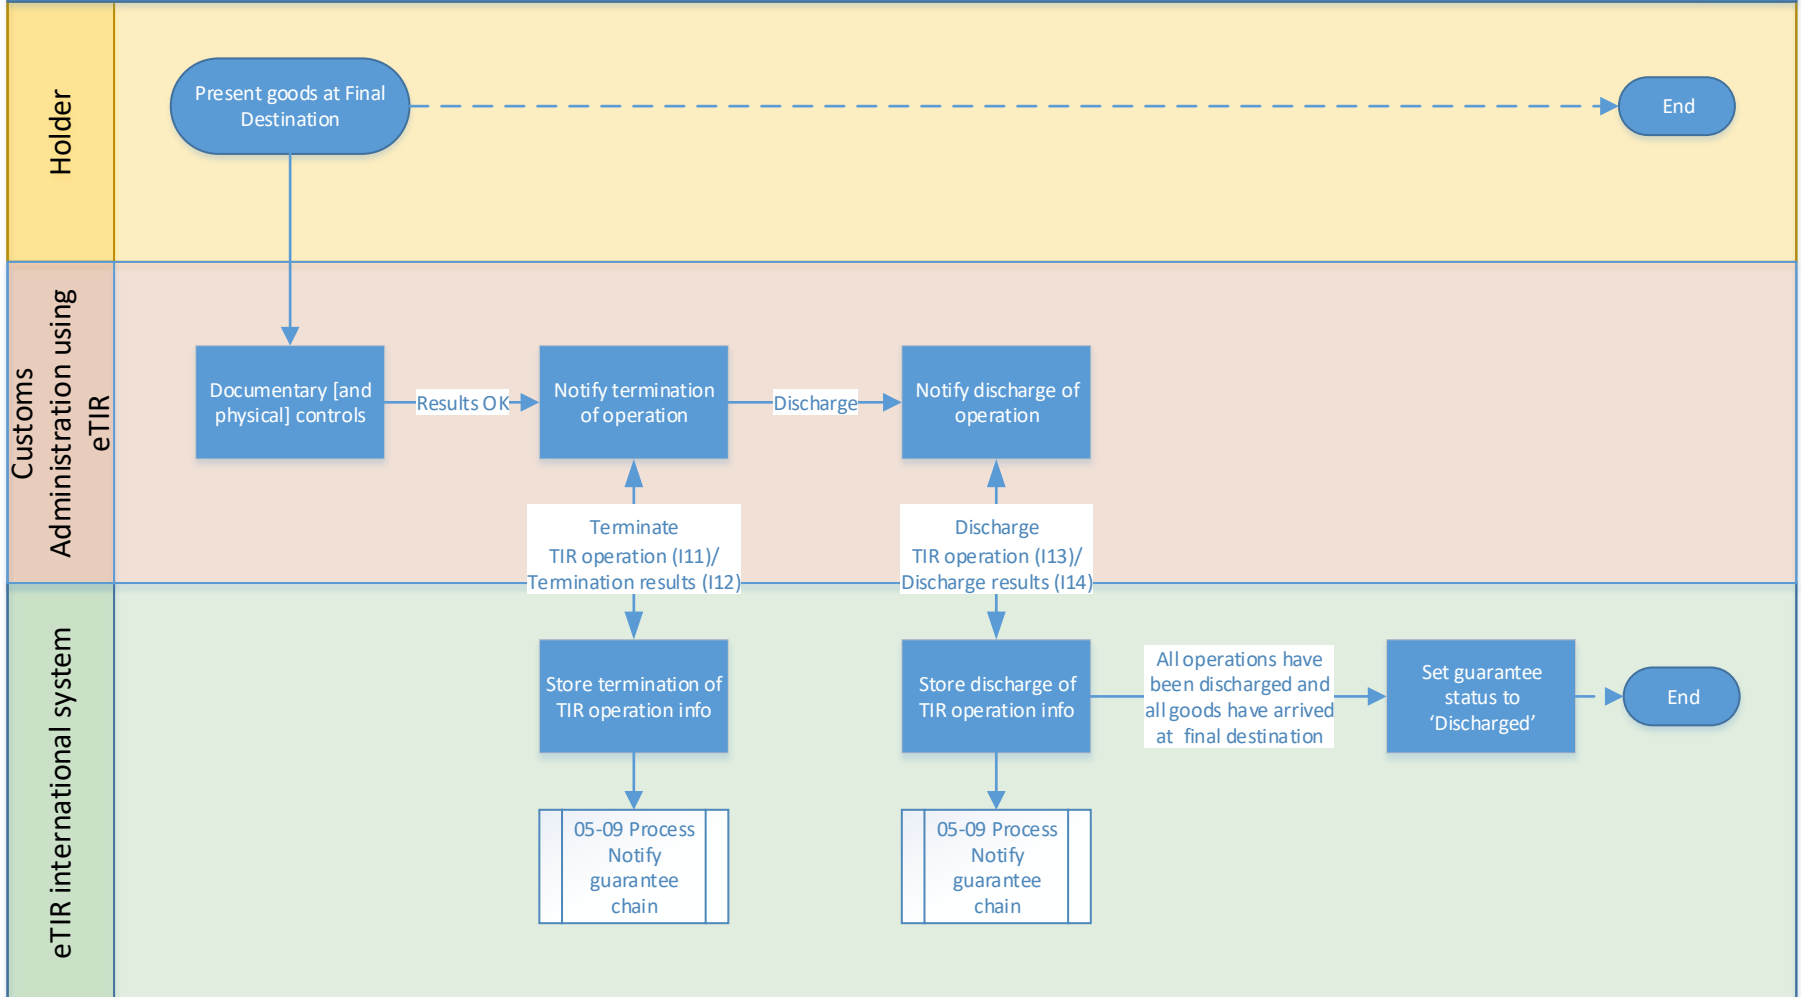 Holder
Present goods at Final
Destination
End
Customs
Administration using
eTIR
Documentary [and
physical] controls
Results OK
Notify termination
of operation
Discharge
Notify discharge of
operation
Terminate
TIR operation (I11)/
Termination results (I12)
Discharge
TIR operation (I13)/
Discharge results (I14)
eTIR international system
Store termination of
TIR operation info
Store discharge of
TIR operation info
All operations have
been discharged and
all goods have arrived
at final destination
Set guarantee
status to
‘Discharged’
End
05-09 Process
Notify
guarantee
chain
05-09 Process
Notify
guarantee
chain